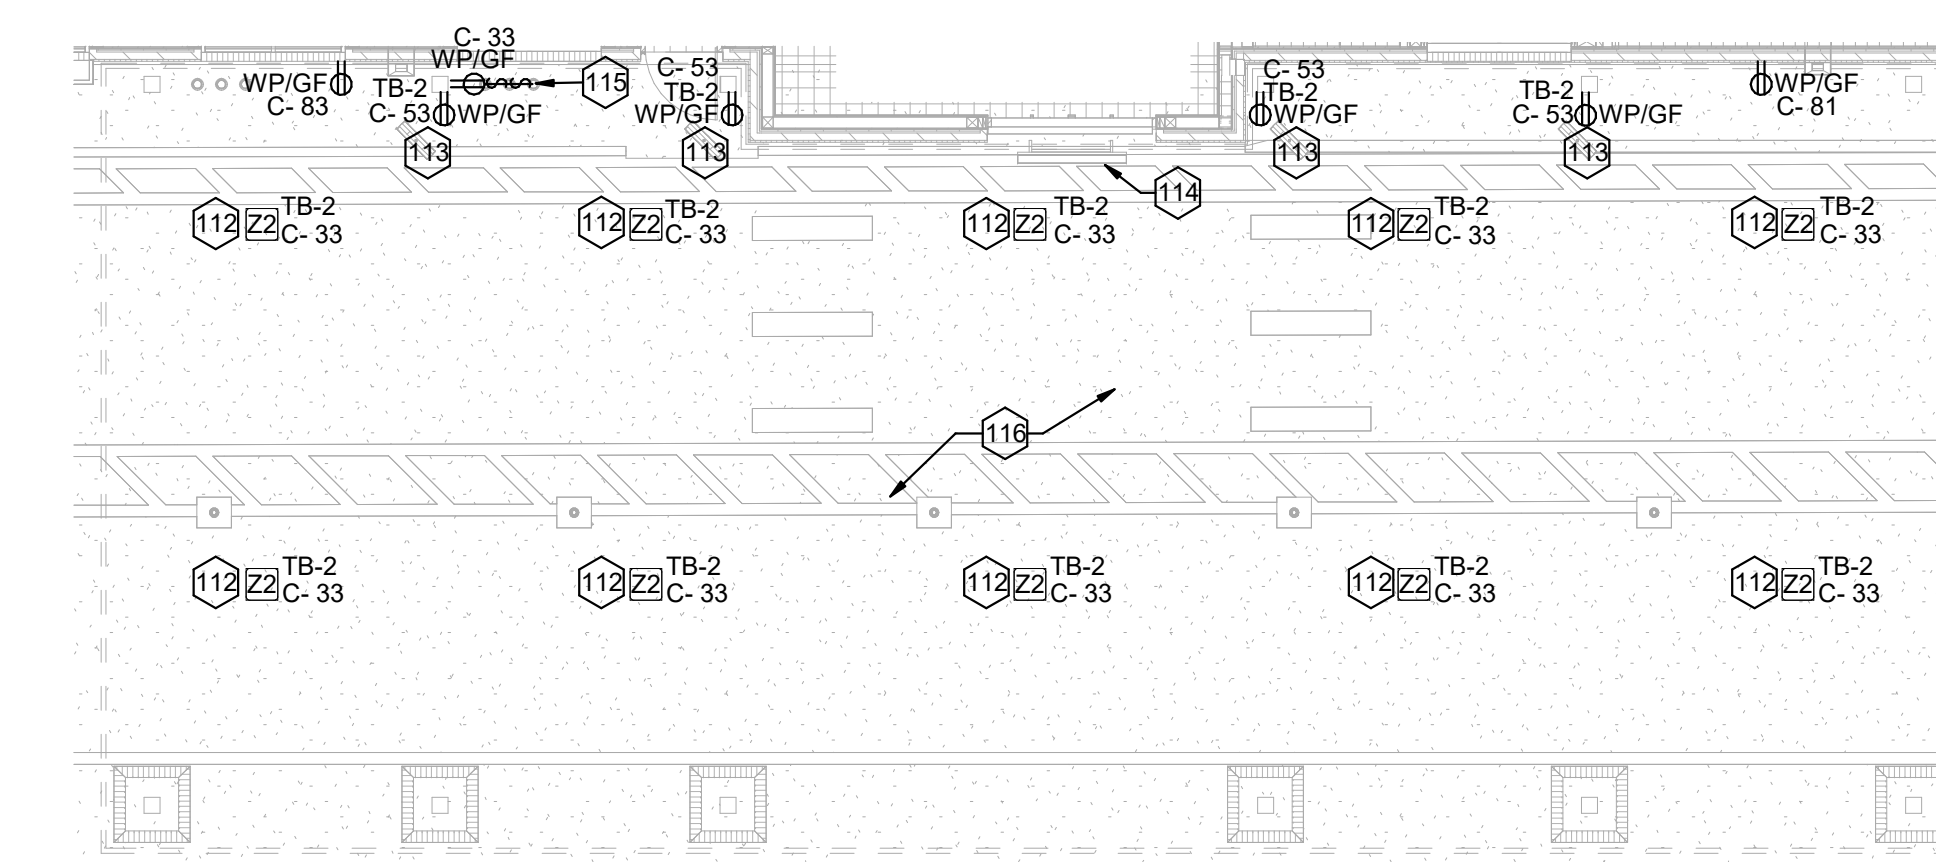 C- 33
WP/GF
115
WP/GF
C- 83
TB-2
C- 53
WP/GF
113
C- 53
TB-2
WP/GF
113
C- 53
TB-2
WP/GF
113
TB-2
C- 53
WP/GF
113
WP/GF
C- 81
114
112 Z2 TB-2
C- 33
112 Z2 TB-2
C- 33
112 Z2 TB-2
C- 33
112 Z2 TB-2
C- 33
112 Z2 TB-2
C- 33
116
112 Z2 TB-2
C- 33
112 Z2 TB-2
C- 33
112 Z2 TB-2
C- 33
112 Z2 TB-2
C- 33
112 Z2 TB-2
C- 33